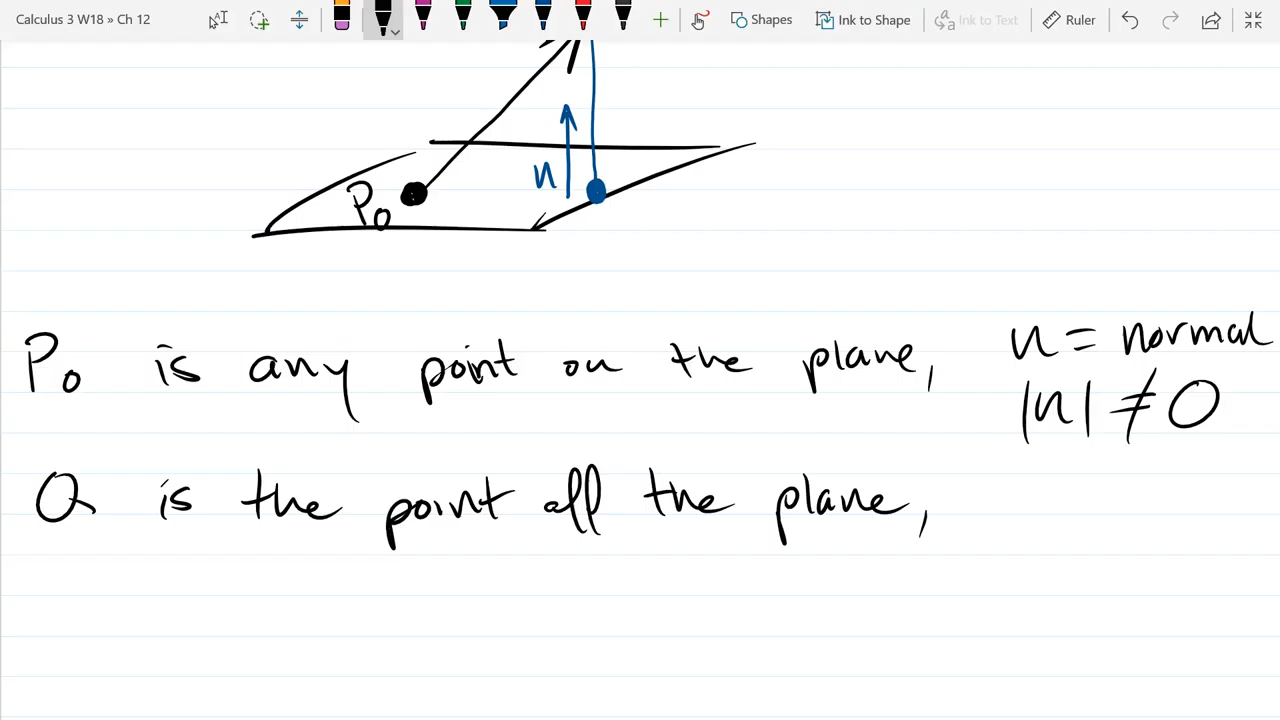 Calculus 3 W18 » Ch 12
Shapes
Ink to Shape
Ink to Text
Ruler
n
P₀
P₀ is any point on the plane, n = normal
|n| ≠ 0
Q is the point off the plane,